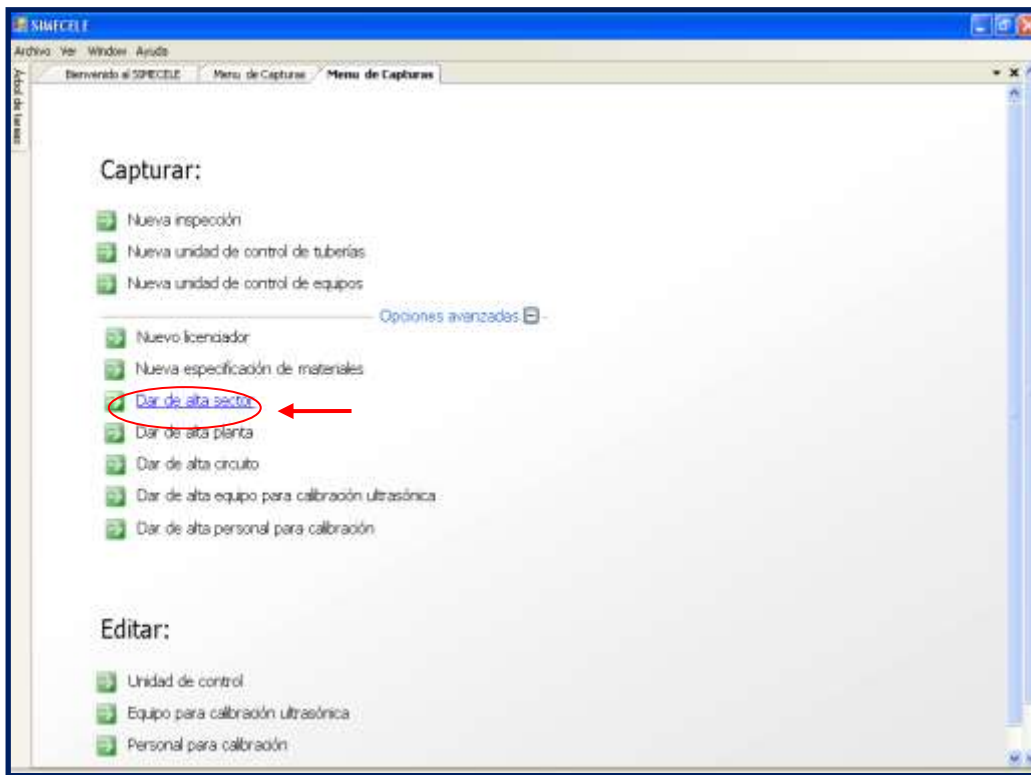 SIMECELE
Archivo Ver Window Ayuda
Bienvenido al SIMECELE Menu de Capturas Menu de Capturas
Arbol de tareas
Capturar:
Nueva inspección
Nueva unidad de control de tuberías
Nueva unidad de control de equipos
Opciones avanzadas
Nuevo licenciador
Nueva especificación de materiales
Dar de alta sector
Dar de alta planta
Dar de alta circuito
Dar de alta equipo para calibración ultrasónica
Dar de alta personal para calibración
Editar:
Unidad de control
Equipo para calibración ultrasónica
Personal para calibración